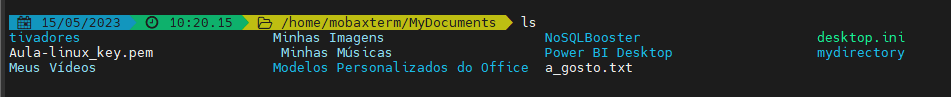 15/05/2023 10:20.15 /home/mobaxterm/MyDocuments ls
tivadores Minhas Imagens NoSQLBooster desktop.ini
Aula-linux_key.pem Minhas Músicas Power BI Desktop mydirectory
Meus Vídeos Modelos Personalizados do Office a_gosto.txt